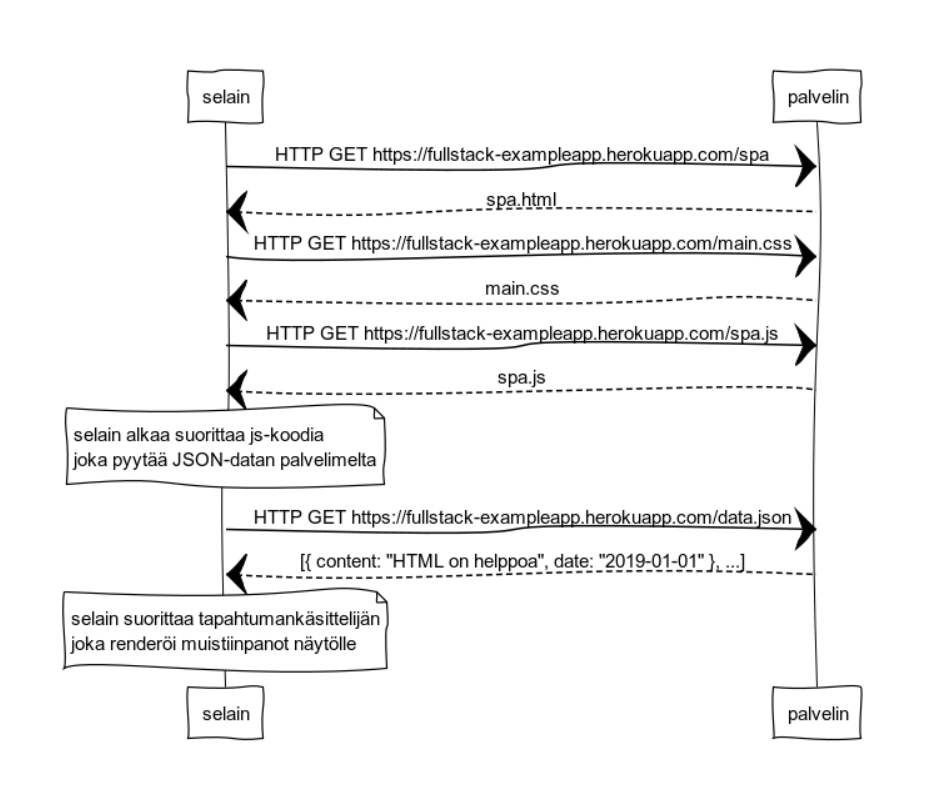 selain
palvelin
HTTP GET https://fullstack-exampleapp.herokuapp.com/spa
spa.html
HTTP GET https://fullstack-exampleapp.herokuapp.com/main.css
main.css
HTTP GET https://fullstack-exampleapp.herokuapp.com/spa.js
spa.js
selain alkaa suorittaa js-koodia
joka pyytää JSON-datan palvelimelta
HTTP GET https://fullstack-exampleapp.herokuapp.com/data.json
[{ content: "HTML on helppoa", date: "2019-01-01" }, ...]
selain suorittaa tapahtumankäsittelijän
joka renderöi muistiinpanot näytölle
selain
palvelin